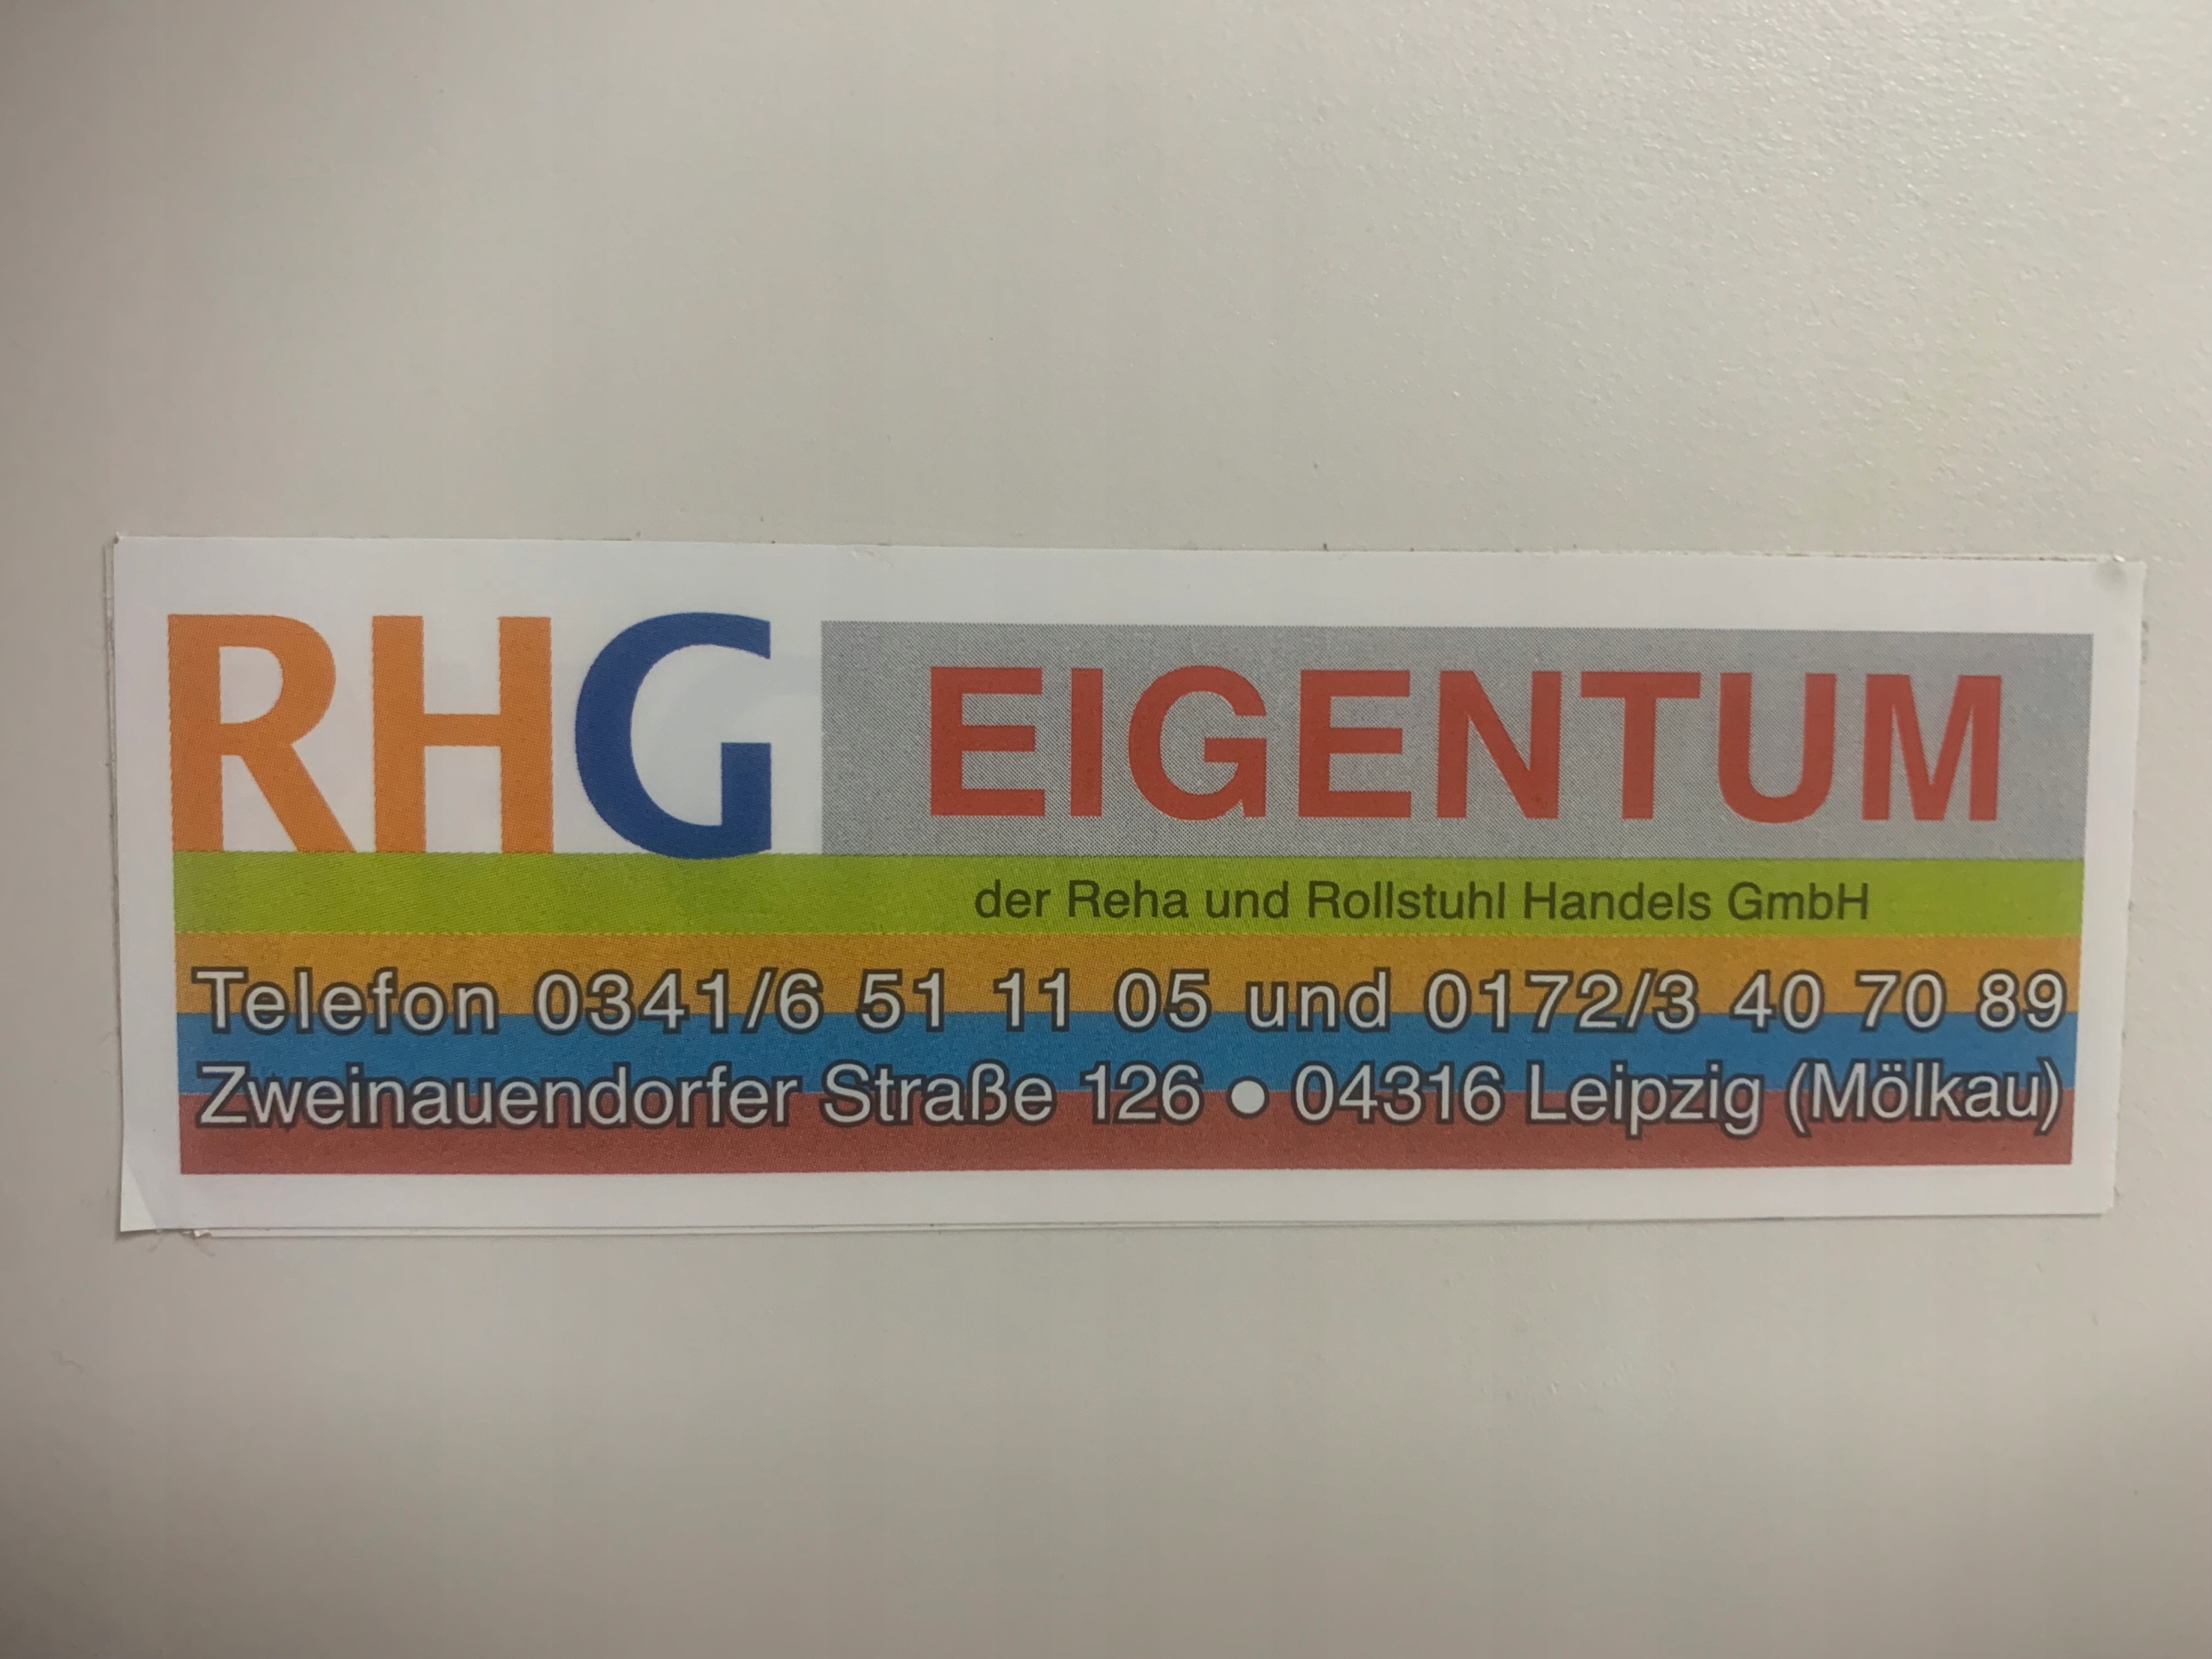 RHG EIGENTUM
der Reha und Rollstuhl Handels GmbH
Telefon 0341/6 51 11 05 und 0172/3 40 70 89
Zweinauendorfer Straße 126 ● 04316 Leipzig (Mölkau)